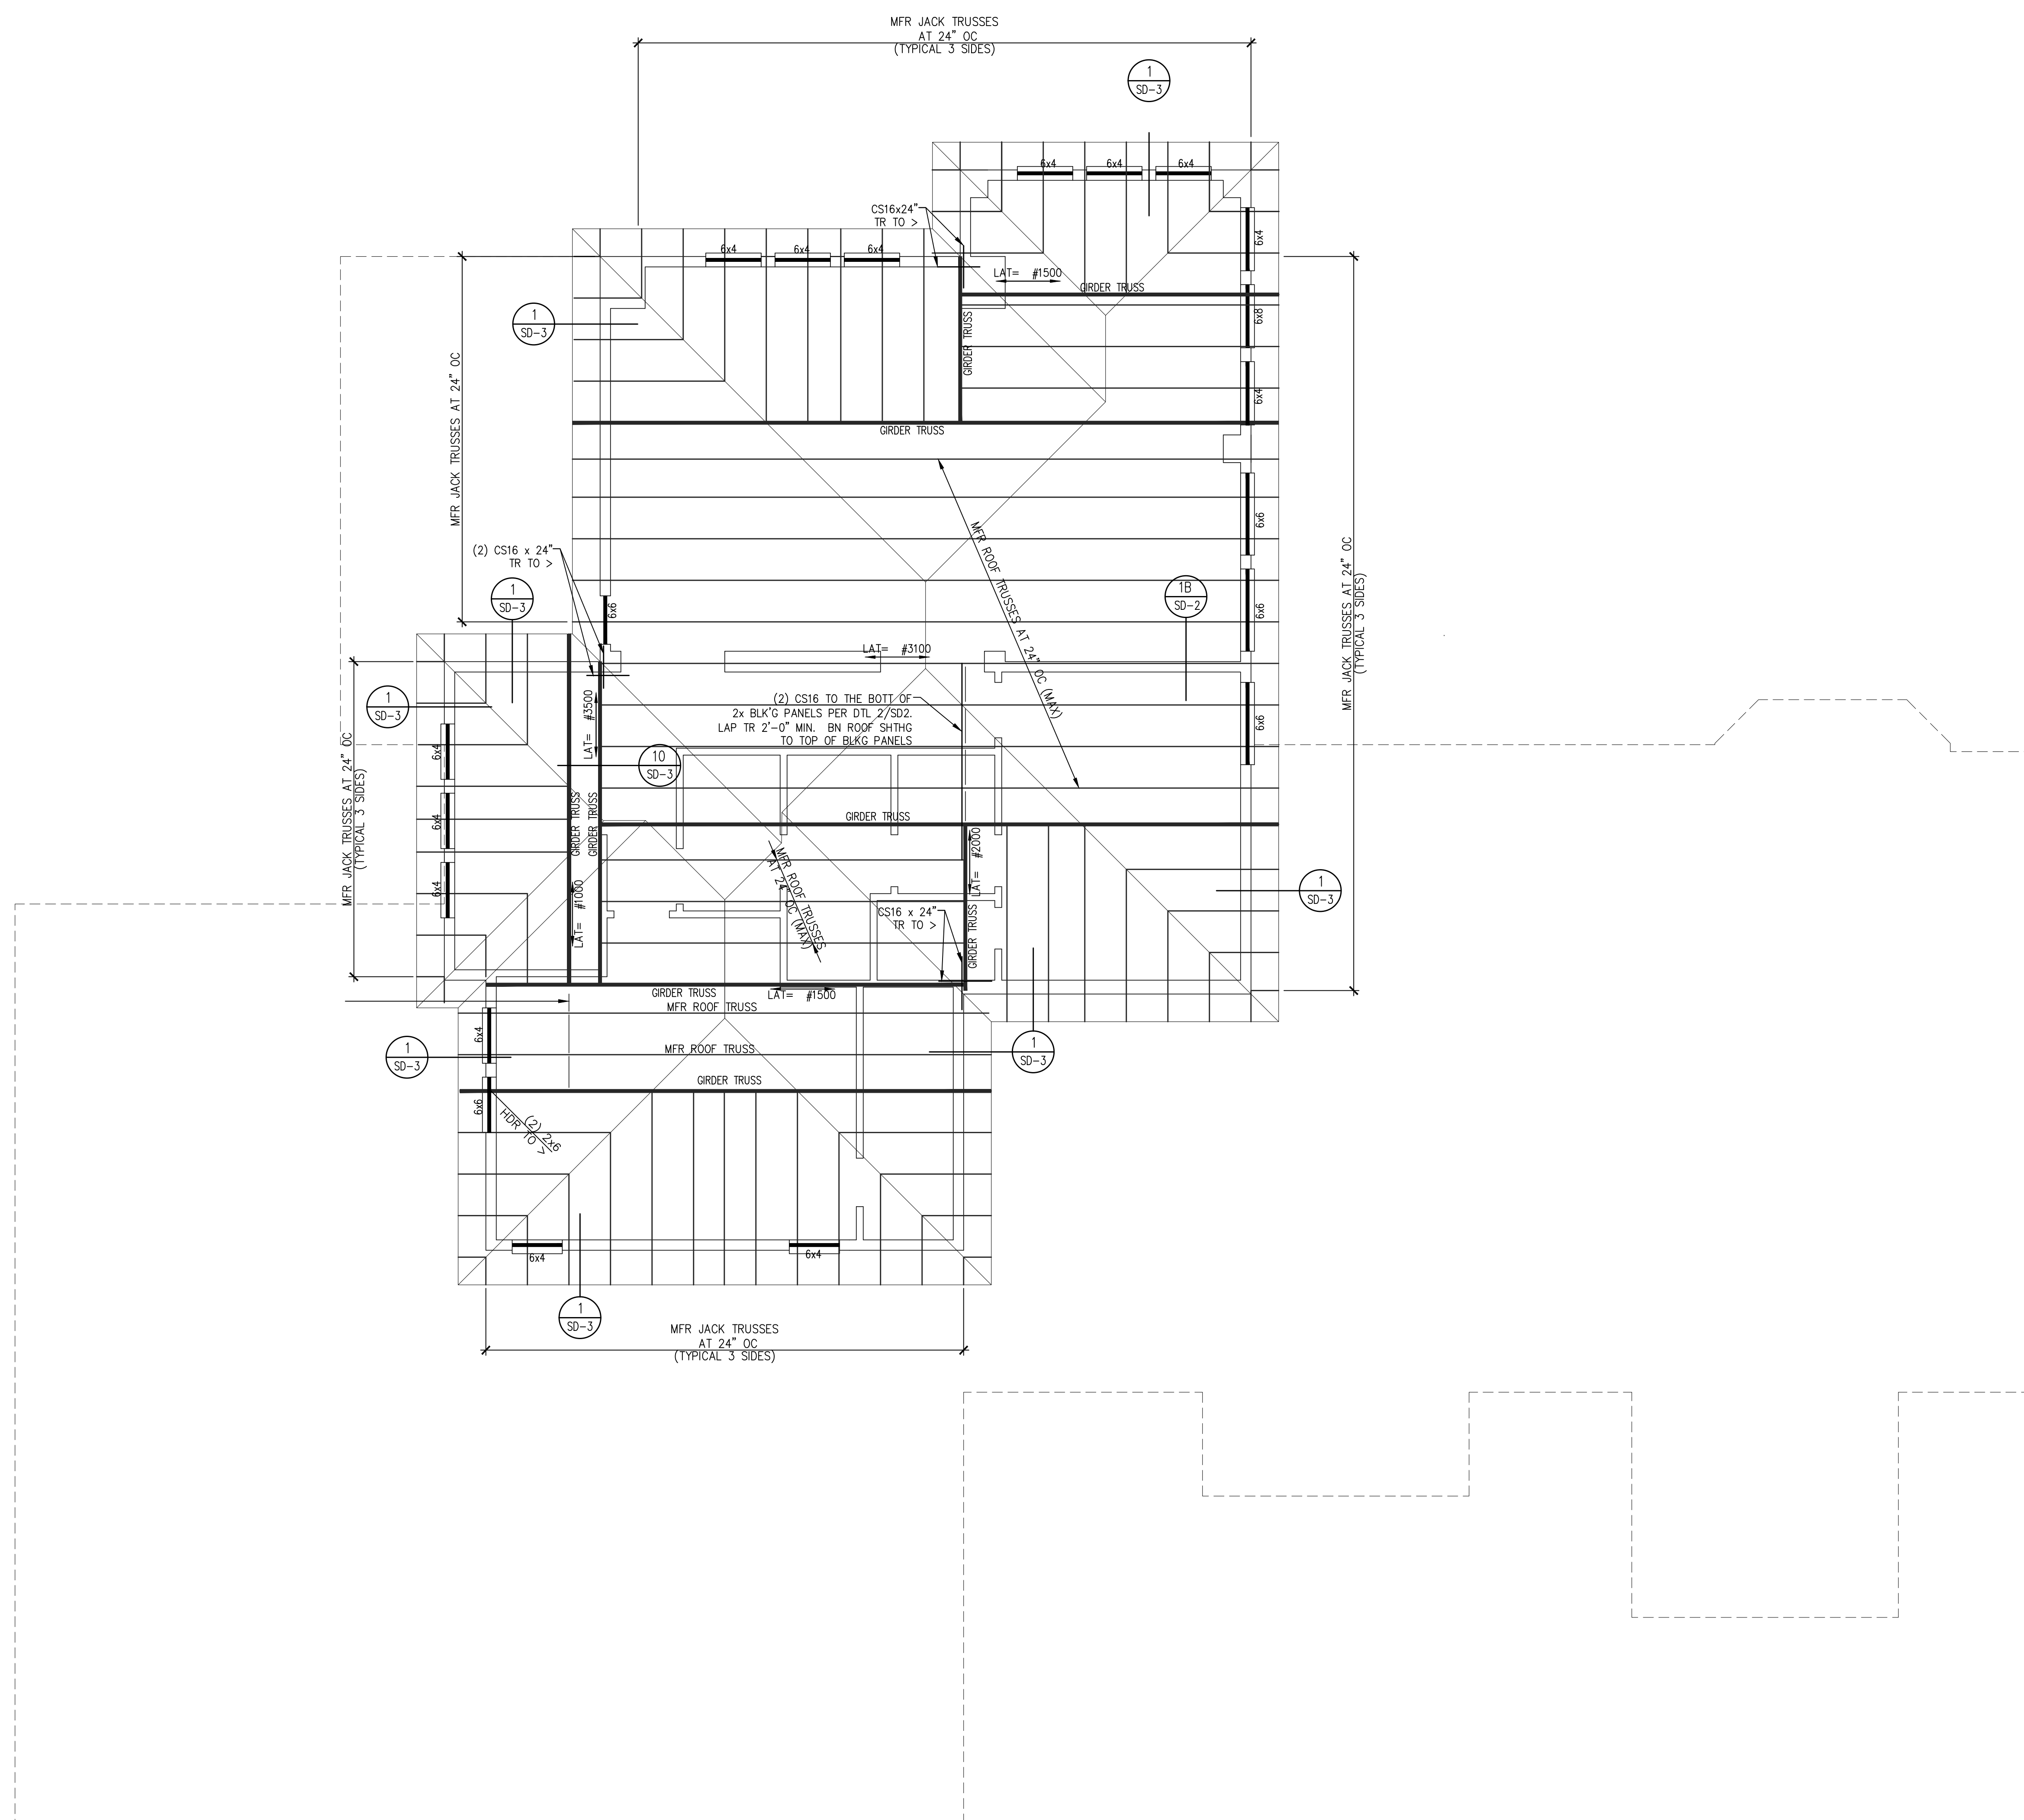 MFR JACK TRUSSES
AT 24" OC
(TYPICAL 3 SIDES)
1
SD-3
6x4
6x4
6x4
CS16x24"
TR TO >
6x4
6x4
6x4
6x4
LAT= #1500
GIRDER TRUSS
1
SD-3
6x8
GIRDER TRUSS
MFR JACK TRUSSES AT 24" OC
6x4
GIRDER TRUSS
6x6
MFR ROOF TRUSSES AT 24" OC (MAX)
(2) CS16 x 24"
TR TO >
1
SD-3
6x6
1B
SD-2
6x6
MFR JACK TRUSSES AT 24" OC
(TYPICAL 3 SIDES)
LAT= #3100
1
SD-3
LAT= #3500
(2) CS16 TO THE BOTT OF
2x BLK'G PANELS PER DTL 2/SD2.
LAP TR 2'-0" MIN. BN ROOF SHTHG
TO TOP OF BLKG PANELS
6x6
6x4
10
SD-3
MFR JACK TRUSSES AT 24" OC
(TYPICAL 3 SIDES)
6x4
GIRDER TRUSS
GIRDER TRUSS
GIRDER TRUSS
6x4
MFR ROOF TRUSSES
AT 24" OC (MAX)
LAT= #2000
1
SD-3
LAT= #1000
CS16 x 24"
TR TO >
GIRDER TRUSS
GIRDER TRUSS
LAT= #1500
MFR ROOF TRUSS
6x4
MFR ROOF TRUSS
1
SD-3
1
SD-3
GIRDER TRUSS
6x6
(2) 2x6
HDR TO >
6x4
6x4
1
SD-3
MFR JACK TRUSSES
AT 24" OC
(TYPICAL 3 SIDES)